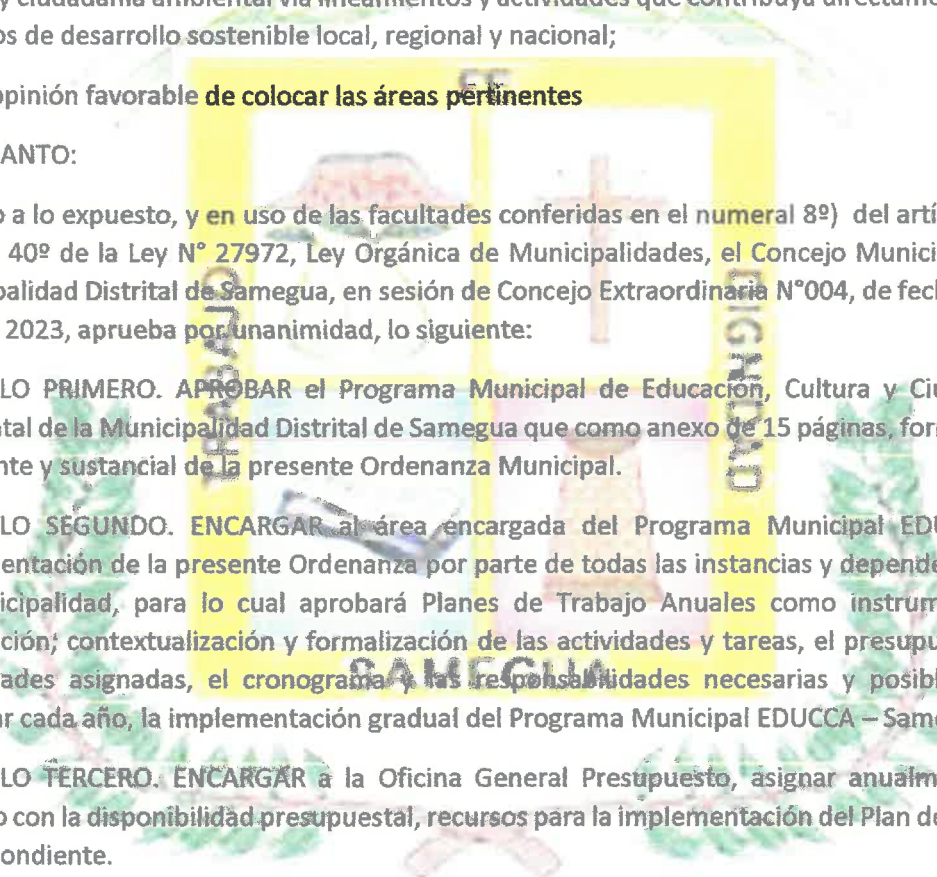 y ciudadanía ambiental vía lineamientos y actividades que contribuya
os de desarrollo sostenible local, regional y nacional;
FE
opinión favorable de colocar las áreas pertinentes
ANTO:
o a lo expuesto, y en uso de las facultades conferidas en el numeral 8º) del artí
40º de la Ley N° 27972, Ley Orgánica de Municipalidades, el Concejo Munici
palidad Distrital de Samegua, en sesión de Concejo Extraordinaria N°004, de fech
2023, aprueba por unanimidad, lo siguiente:
TRABAJO
DIGNIDAD
LO PRIMERO. APROBAR el Programa Municipal de Educación, Cultura y Ciu
tal de la Municipalidad Distrital de Samegua que como anexo de 15 páginas, for
nte y sustancial de la presente Ordenanza Municipal.
LO SEGUNDO. ENCARGAR al área encargada del Programa Municipal EDU
entación de la presente Ordenanza por parte de todas las instancias y depende
icipalidad, para lo cual aprobará Planes de Trabajo Anuales como instrum
ción, contextualización y formalización de las actividades y tareas, el presupu
SAMEGUA
ades asignadas, el cronograma y las responsabilidades necesarias y posibl
ar cada año, la implementación gradual del Programa Municipal EDUCCA – Same
LO TERCERO. ENCARGAR a la Oficina General Presupuesto, asignar anualm
o con la disponibilidad presupuestal, recursos para la implementación del Plan de
pondiente.